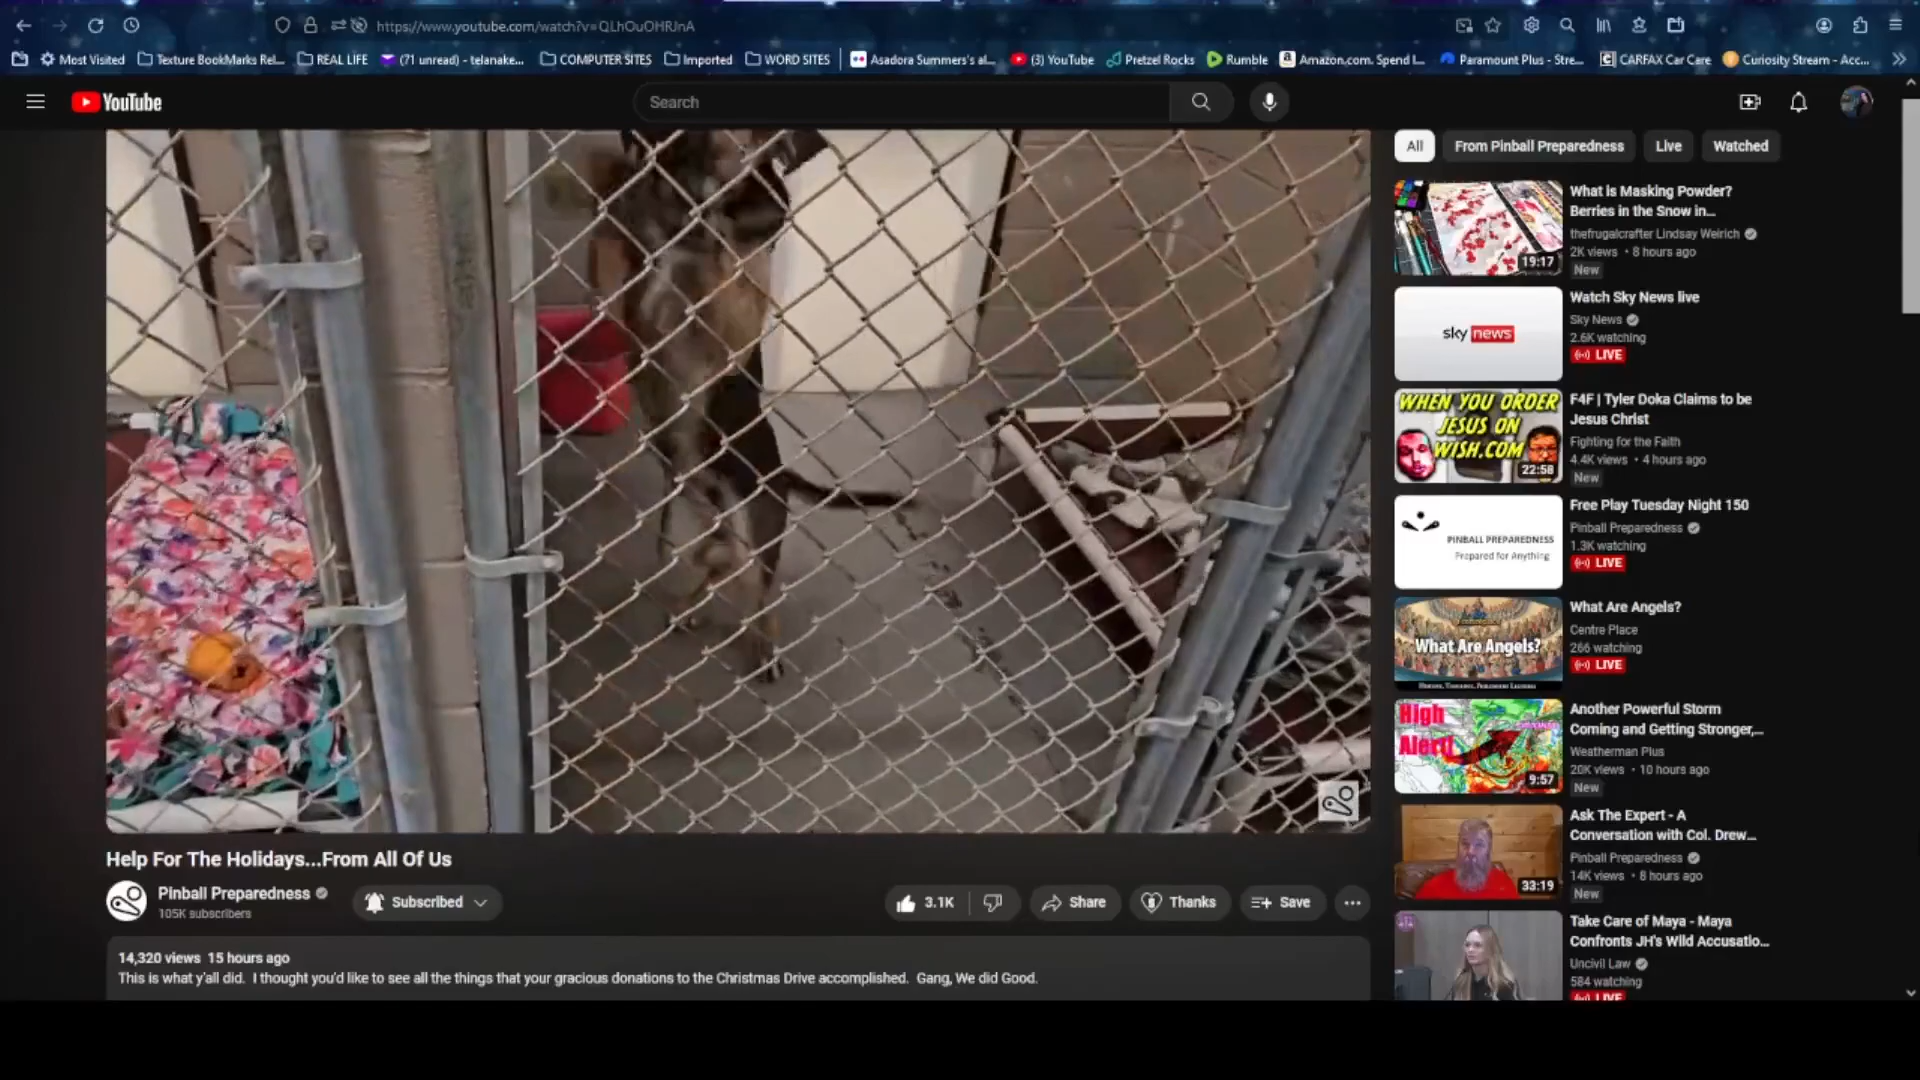 https://www.youtube.com/watch?v=QLhOuOHRJnA
Most Visited
Texture BookMarks Rel...
REAL LIFE
(71 unread) - telanake...
COMPUTER SITES
Imported
WORD SITES
Asadora Summers's al...
(3) YouTube
Pretzel Rocks
Rumble
Amazon.com. Spend l...
Paramount Plus - Stre...
CARFAX Car Care
Curiosity Stream - Acc...
YouTube
Search
All
From Pinball Preparedness
Live
Watched
What is Masking Powder?
Berries in the Snow in...
thefrugalcrafter Lindsay Weirich
2K views • 8 hours ago
New
19:17
Watch Sky News live
Sky News
2.6K watching
LIVE
sky news
F4F | Tyler Doka Claims to be
Jesus Christ
Fighting for the Faith
4.4K views • 4 hours ago
New
WHEN YOU ORDER
JESUS ON
WISH.COM
22:58
Free Play Tuesday Night 150
Pinball Preparedness
1.3K watching
LIVE
PINBALL PREPAREDNESS
Prepared for Anything
What Are Angels?
Centre Place
266 watching
LIVE
What Are Angels?
Another Powerful Storm
Coming and Getting Stronger,...
Weatherman Plus
20K views • 10 hours ago
New
High
Alert!
9:57
Ask The Expert - A
Conversation with Col. Drew...
Pinball Preparedness
14K views • 8 hours ago
New
33:19
Take Care of Maya - Maya
Confronts JH's Wild Accusatio...
Uncivil Law
584 watching
LIVE
Help For The Holidays...From All Of Us
Pinball Preparedness
105K subscribers
Subscribed
3.1K
Share
Thanks
Save
14,320 views 15 hours ago
This is what y'all did. I thought you'd like to see all the things that your gracious donations to the Christmas Drive accomplished. Gang, We did Good.